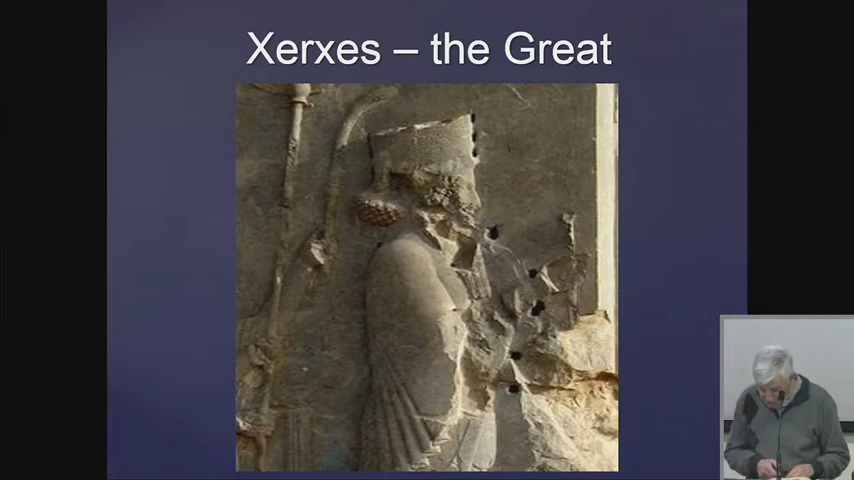 Xerxes – the Great